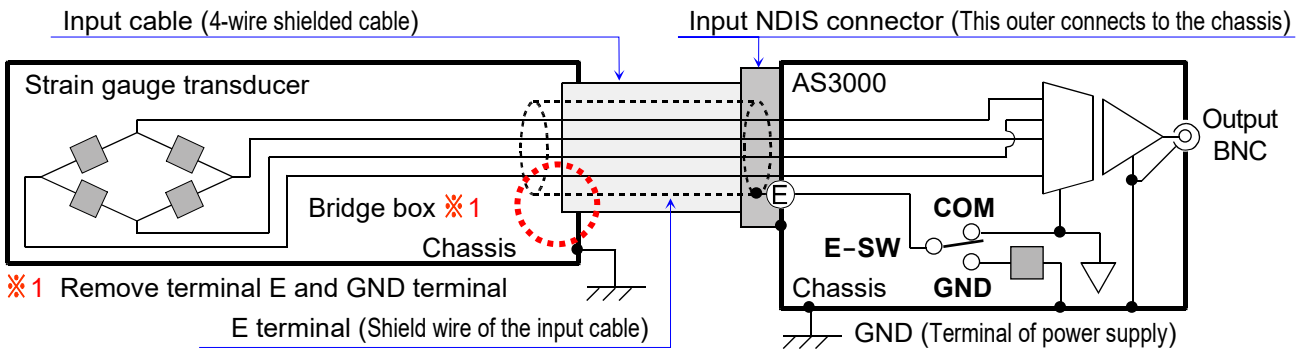 Input cable (4-wire shielded cable)
Input NDIS connector (This outer connects to the chassis)
Strain gauge transducer
AS3000
Output
BNC
E
Bridge box ※1
COM
E-SW
Chassis
GND
Chassis
※1 Remove terminal E and GND terminal
E terminal (Shield wire of the input cable)
GND (Terminal of power supply)